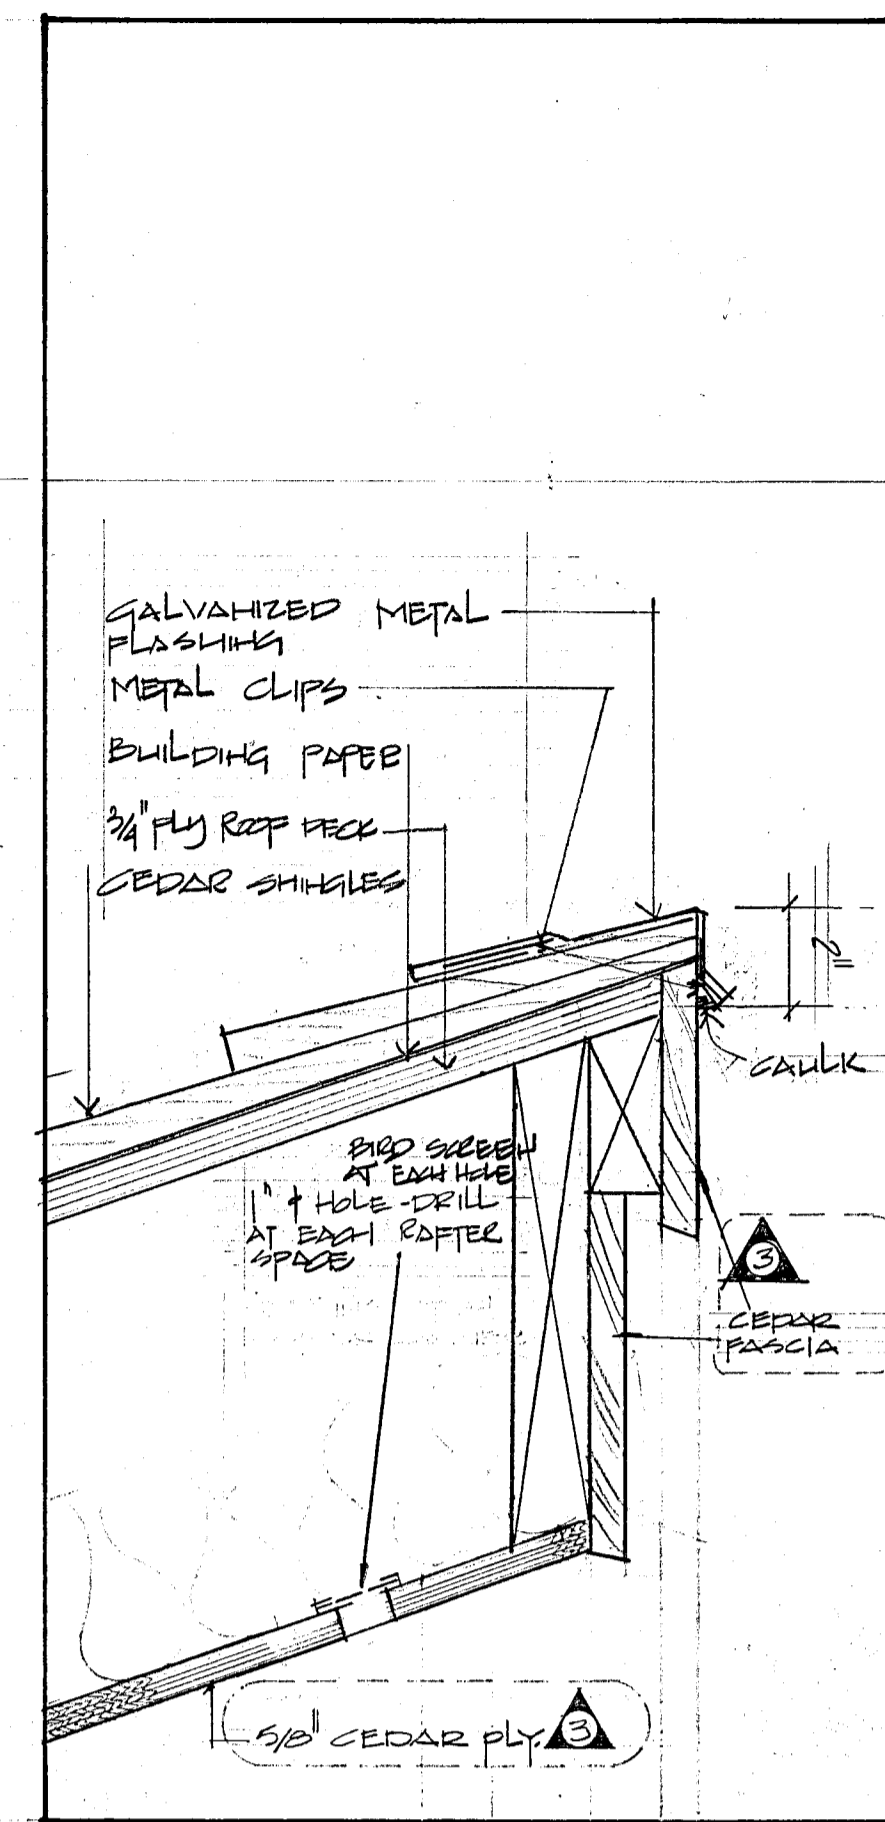 GALVANIZED METAL
FLASHING
METAL CLIPS
BUILDING PAPER
3/4" PLY ROOF DECK
CEDAR SHINGLES
2"
CAULK
BIRD SCREEN
AT EACH HOLE
1" φ HOLE-DRILL
AT EACH RAFTER
SPACE
3
CEDAR
FASCIA
5/8" CEDAR PLY. 3